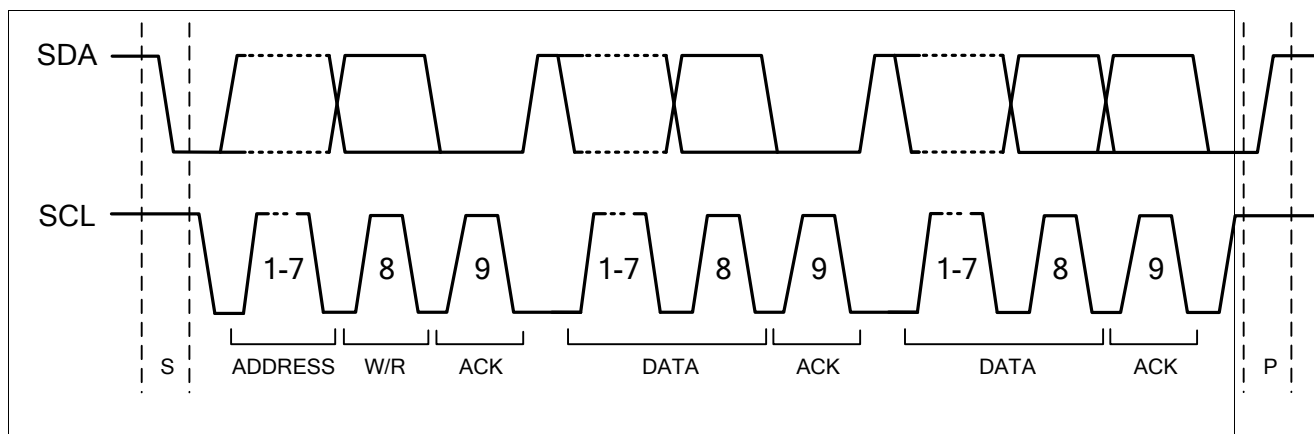 SDA
SCL
1-7 8 9 1-7 8 9 1-7 8 9
S ADDRESS W/R ACK DATA ACK DATA ACK P